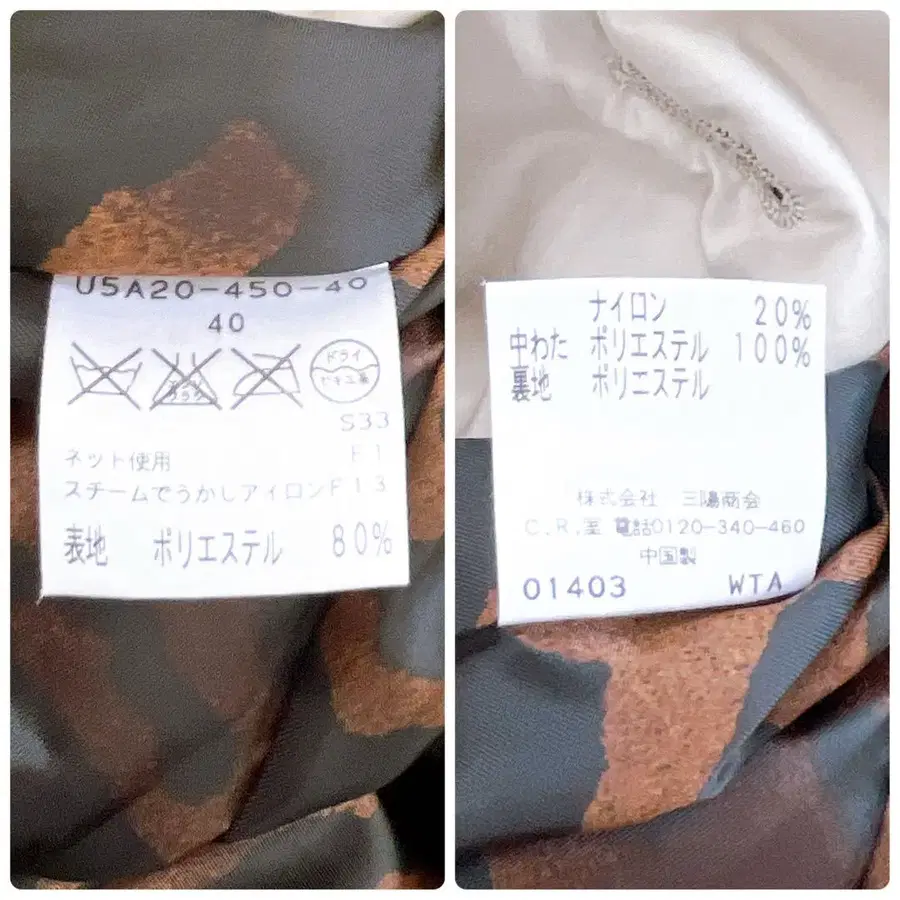 U5A20-450-40
40
ドライ
セキユ系
S33
ネット使用 F1
スチームでうかしアイロンF13
表地 ポリエステル 80%
ナイロン 20%
中わた ポリエステル 100%
裏地 ポリエステル
株式会社 三陽商会
C.R.室 電話0120-340-460
中国製
01403 WTA